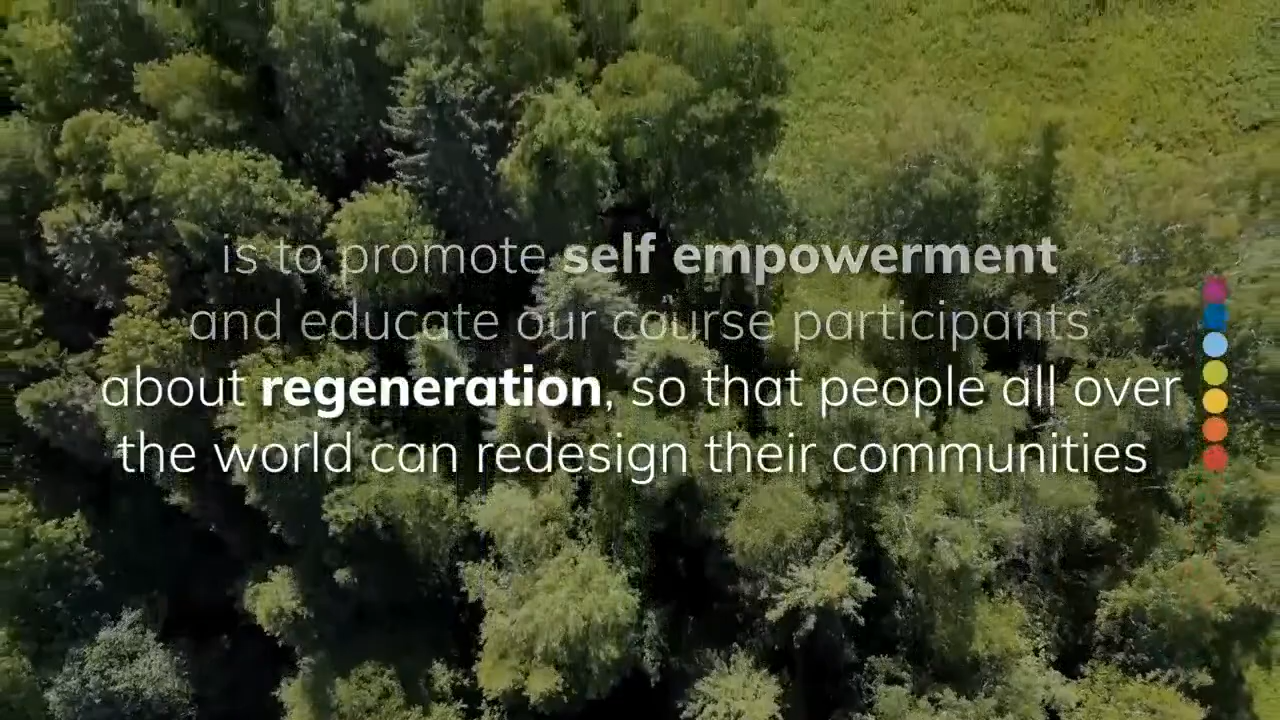 is to promote self empowerment
and educate our course participants
about regeneration, so that people all over
the world can redesign their communities